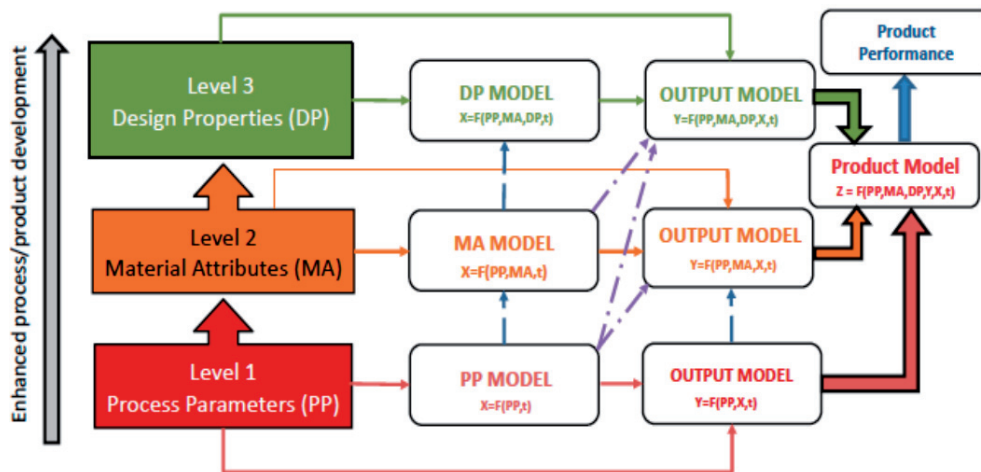 Enhanced process/product development
Level 3
Design Properties (DP)
DP MODEL
X=F(PP,MA,DP,t)
OUTPUT MODEL
Y=F(PP,MA,DP,X,t)
Product
Performance
Product Model
Z = F(PP,MA,DP,Y,X,t)
Level 2
Material Attributes (MA)
MA MODEL
X=F(PP,MA,t)
OUTPUT MODEL
Y=F(PP,MA,X,t)
Level 1
Process Parameters (PP)
PP MODEL
X=F(PP,t)
OUTPUT MODEL
Y=F(PP,X,t)